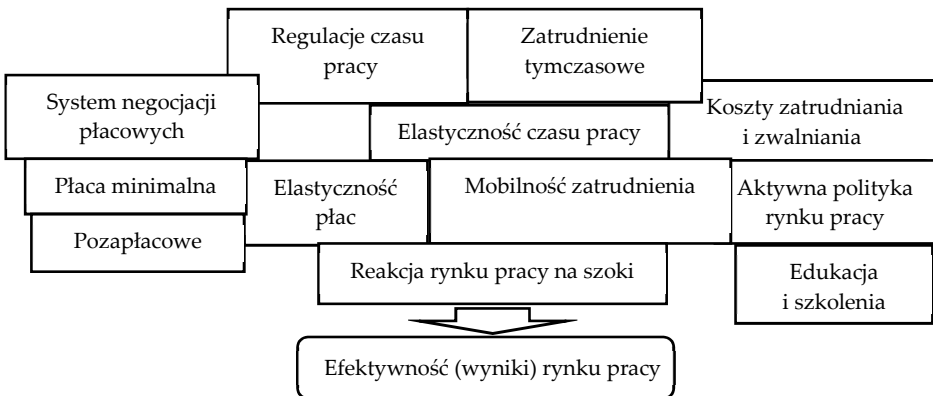 Regulacje czasu
pracy
Zatrudnienie
tymczasowe
System negocjacji
płacowych
Elastyczność czasu pracy
Koszty zatrudniania
i zwalniania
Płaca minimalna
Elastyczność
płac
Mobilność zatrudnienia
Aktywna polityka
rynku pracy
Pozapłacowe
Reakcja rynku pracy na szoki
Edukacja
i szkolenia
Efektywność (wyniki) rynku pracy